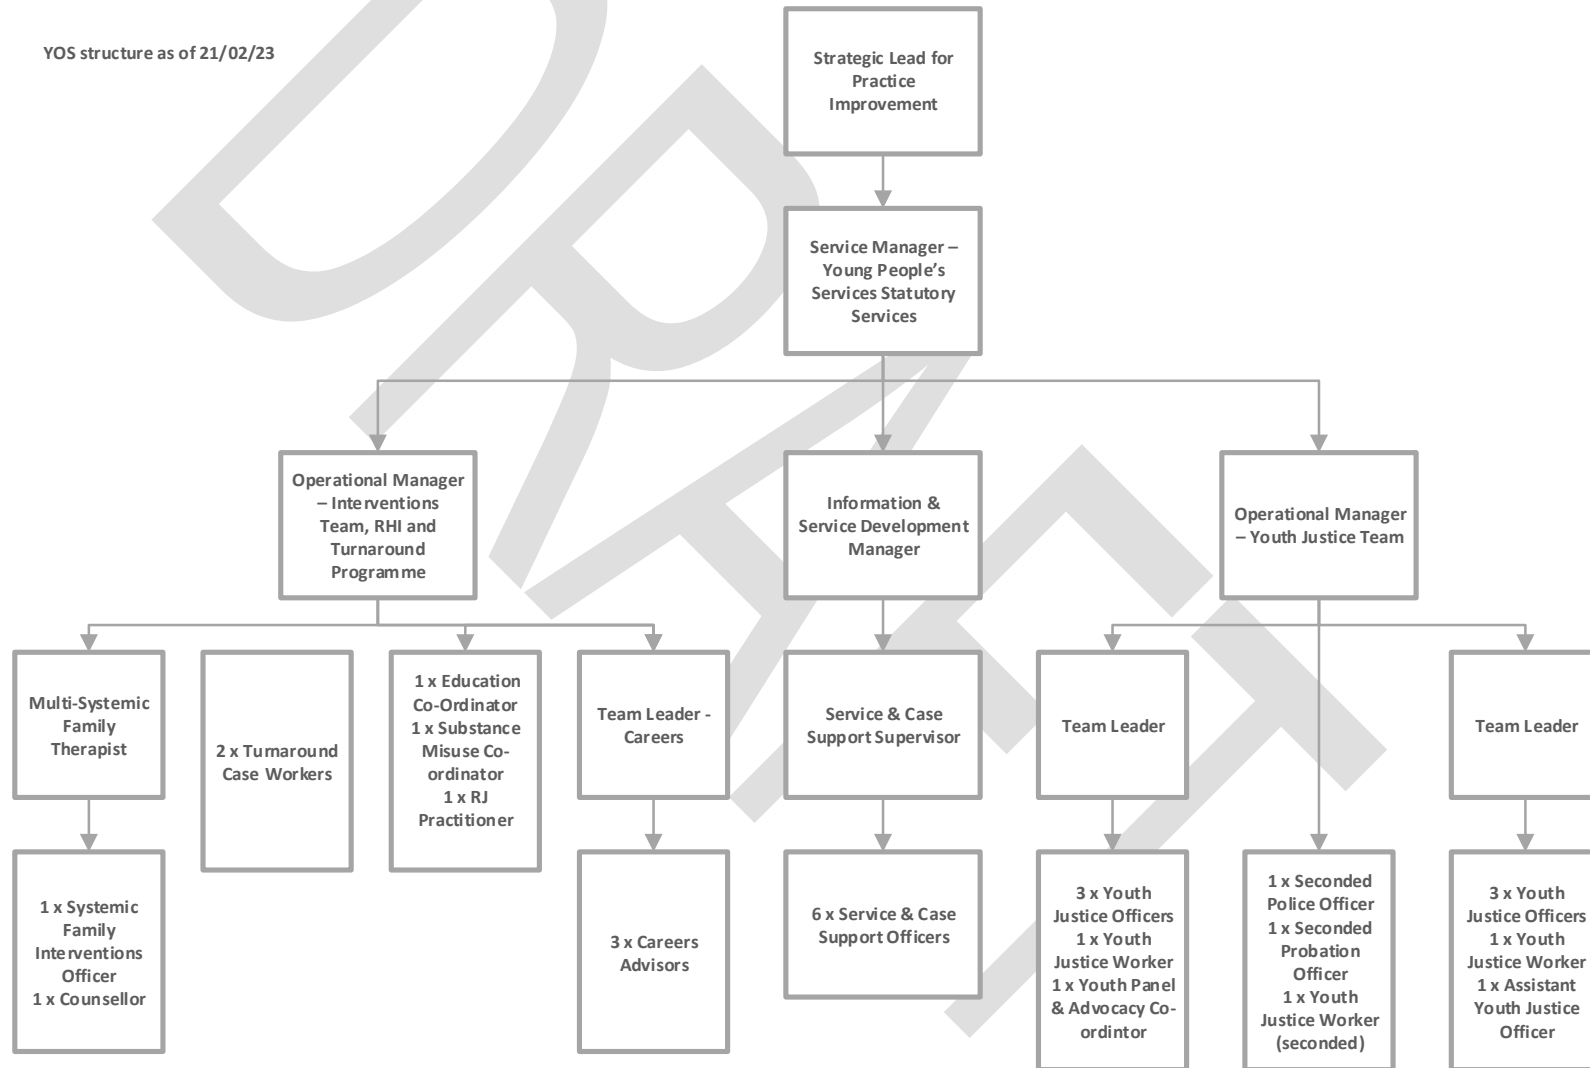 YOS structure as of 21/02/23
Strategic Lead for
Practice
Improvement
Service Manager –
Young People’s
Services Statutory
Services
Operational Manager
– Interventions
Team, RHI and
Turnaround
Programme
Information &
Service Development
Manager
Operational Manager
– Youth Justice Team
Multi-Systemic
Family
Therapist
2 x Turnaround
Case Workers
1 x Education
Co-Ordinator
1 x Substance
Misuse Co-
ordinator
1 x RJ
Practitioner
Team Leader -
Careers
Service & Case
Support Supervisor
Team Leader
Team Leader
1 x Systemic
Family
Interventions
Officer
1 x Counsellor
3 x Careers
Advisors
6 x Service & Case
Support Officers
3 x Youth
Justice Officers
1 x Youth
Justice Worker
1 x Youth Panel
& Advocacy Co-
ordintor
1 x Seconded
Police Officer
1 x Seconded
Probation
Officer
1 x Youth
Justice Worker
(seconded)
3 x Youth
Justice Officers
1 x Youth
Justice Worker
1 x Assistant
Youth Justice
Officer
DRAFT